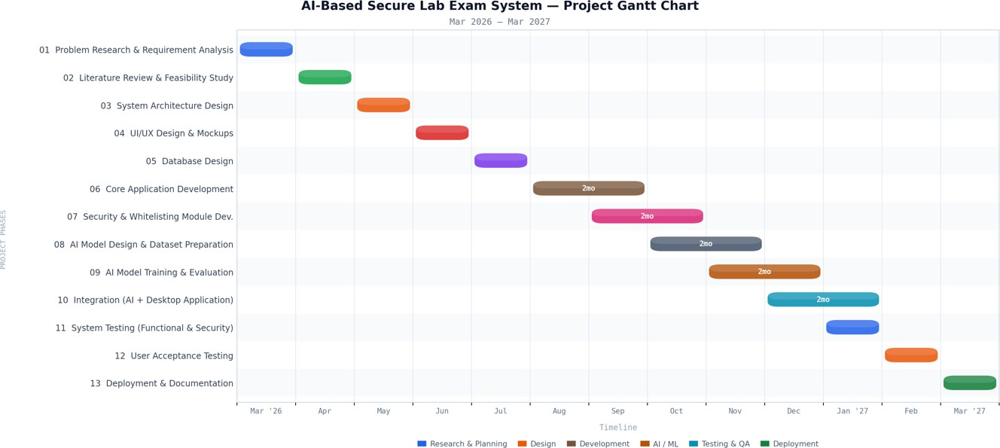 AI-Based Secure Lab Exam System — Project Gantt Chart
Mar 2026 — Mar 2027
PROJECT PHASES
01 Problem Research & Requirement Analysis
02 Literature Review & Feasibility Study
03 System Architecture Design
04 UI/UX Design & Mockups
05 Database Design
06 Core Application Development 2mo
07 Security & Whitelisting Module Dev. 2mo
08 AI Model Design & Dataset Preparation 2mo
09 AI Model Training & Evaluation 2mo
10 Integration (AI + Desktop Application) 2mo
11 System Testing (Functional & Security)
12 User Acceptance Testing
13 Deployment & Documentation
Mar '26 Apr May Jun Jul Aug Sep Oct Nov Dec Jan '27 Feb Mar '27
Timeline
Research & Planning Design Development AI / ML Testing & QA Deployment